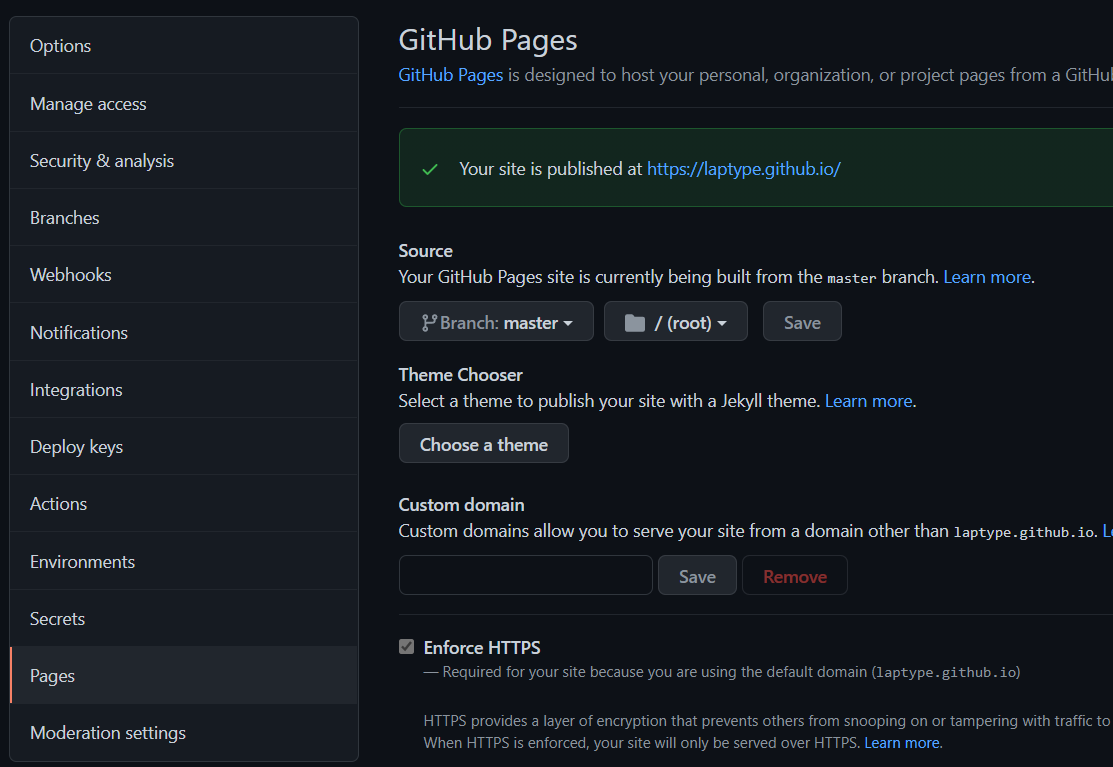 Options
Manage access
Security & analysis
Branches
Webhooks
Notifications
Integrations
Deploy keys
Actions
Environments
Secrets
Pages
Moderation settings
GitHub Pages
GitHub Pages is designed to host your personal, organization, or project pages from a GitHub
Your site is published at https://laptype.github.io/
Source
Your GitHub Pages site is currently being built from the master branch. Learn more.
Branch: master
/ (root)
Save
Theme Chooser
Select a theme to publish your site with a Jekyll theme. Learn more.
Choose a theme
Custom domain
Custom domains allow you to serve your site from a domain other than laptype.github.io.
Save
Remove
Enforce HTTPS
— Required for your site because you are using the default domain (laptype.github.io)
HTTPS provides a layer of encryption that prevents others from snooping on or tampering with traffic to
When HTTPS is enforced, your site will only be served over HTTPS. Learn more.